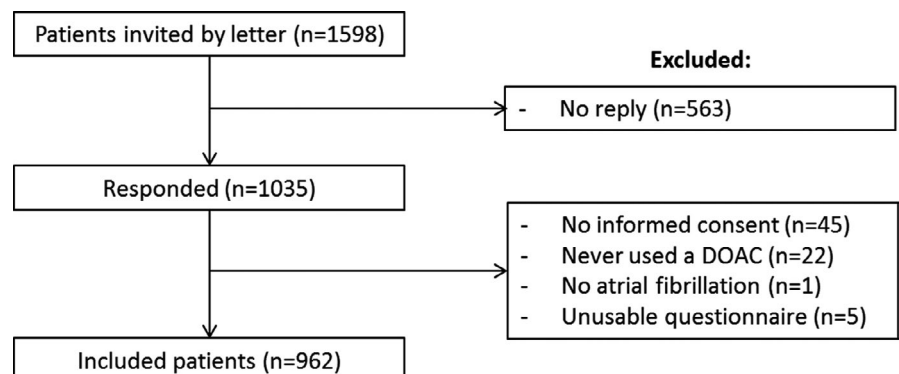 Patients invited by letter (n=1598)
Excluded:
- No reply (n=563)
Responded (n=1035)
- No informed consent (n=45)
- Never used a DOAC (n=22)
- No atrial fibrillation (n=1)
- Unusable questionnaire (n=5)
Included patients (n=962)